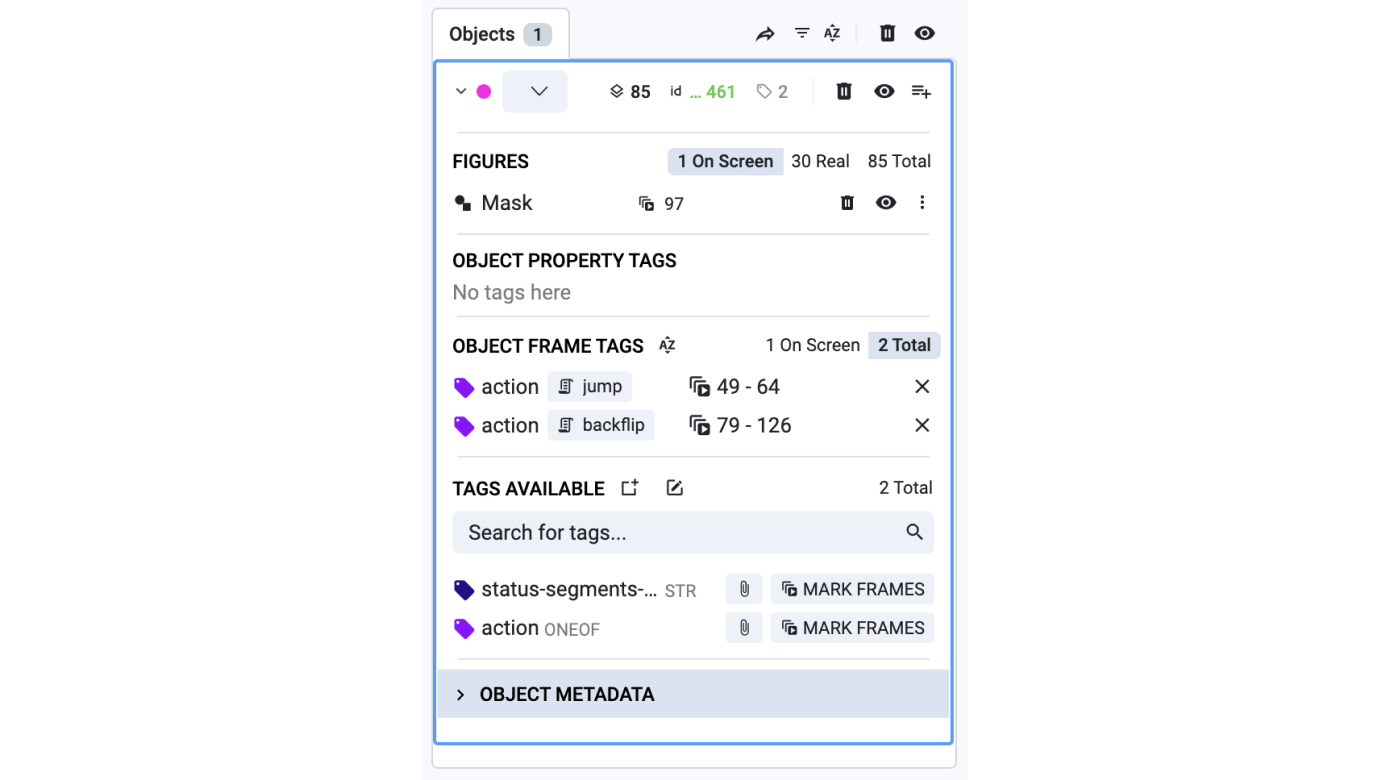 Objects 1
85 id ... 461 2
FIGURES 1 On Screen 30 Real 85 Total
Mask 97
OBJECT PROPERTY TAGS
No tags here
OBJECT FRAME TAGS AZ 1 On Screen 2 Total
action jump 49 - 64
action backflip 79 - 126
TAGS AVAILABLE 2 Total
Search for tags...
status-segments-... STR MARK FRAMES
action ONEOF MARK FRAMES
OBJECT METADATA